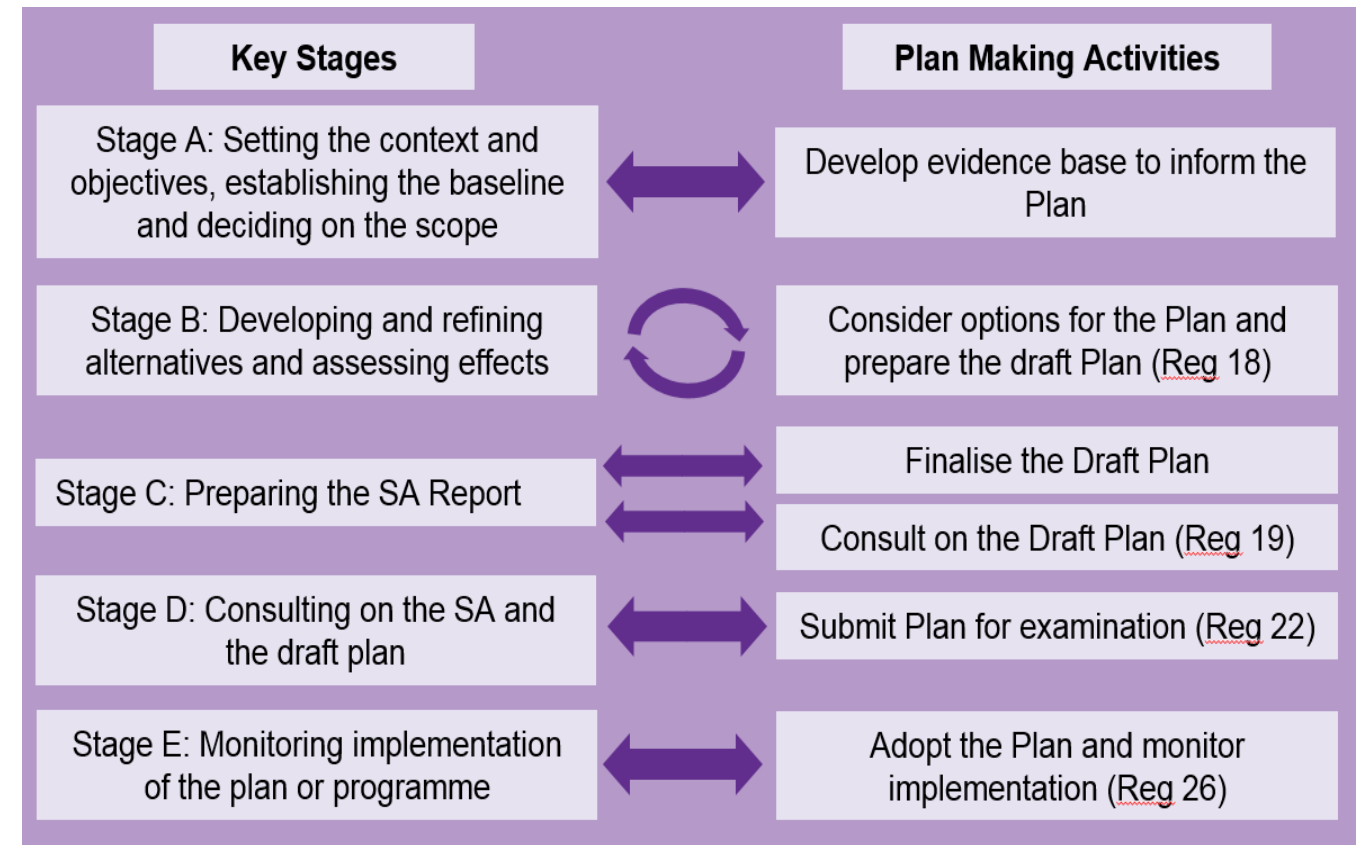 Key Stages
Plan Making Activities
Stage A: Setting the context and
objectives, establishing the baseline
and deciding on the scope
Develop evidence base to inform the
Plan
Stage B: Developing and refining
alternatives and assessing effects
Consider options for the Plan and
prepare the draft Plan (Reg 18)
Stage C: Preparing the SA Report
Finalise the Draft Plan
Consult on the Draft Plan (Reg 19)
Stage D: Consulting on the SA and
the draft plan
Submit Plan for examination (Reg 22)
Stage E: Monitoring implementation
of the plan or programme
Adopt the Plan and monitor
implementation (Reg 26)